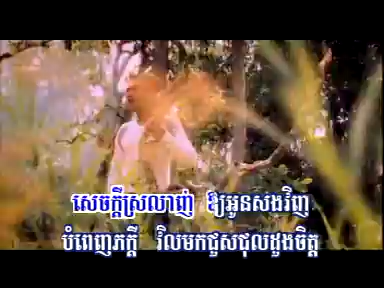 សេចក្ដីស្រលាញ់ ឱ្យអូនសងវិញ
បំពេញភក្ដី វិលមកជួសជុលដួងចិត្ត